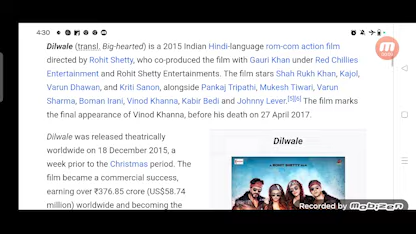 4:30
Dilwale (transl. Big-hearted) is a 2015 Indian Hindi-language rom-com action film
directed by Rohit Shetty, who co-produced the film with Gauri Khan under Red Chillies
Entertainment and Rohit Shetty Entertainments. The film stars Shah Rukh Khan, Kajol,
Varun Dhawan, and Kriti Sanon, alongside Pankaj Tripathi, Mukesh Tiwari, Varun
Sharma, Boman Irani, Vinod Khanna, Kabir Bedi and Johnny Lever.[5][6] The film marks
the final appearance of Vinod Khanna, before his death on 27 April 2017.
Dilwale was released theatrically
worldwide on 18 December 2015, a
week prior to the Christmas period. The
film became a commercial success,
earning over ₹376.85 crore (US$58.74
million) worldwide and becoming the
Dilwale
A ROHIT SHETTY FILM
Recorded by Mobizen